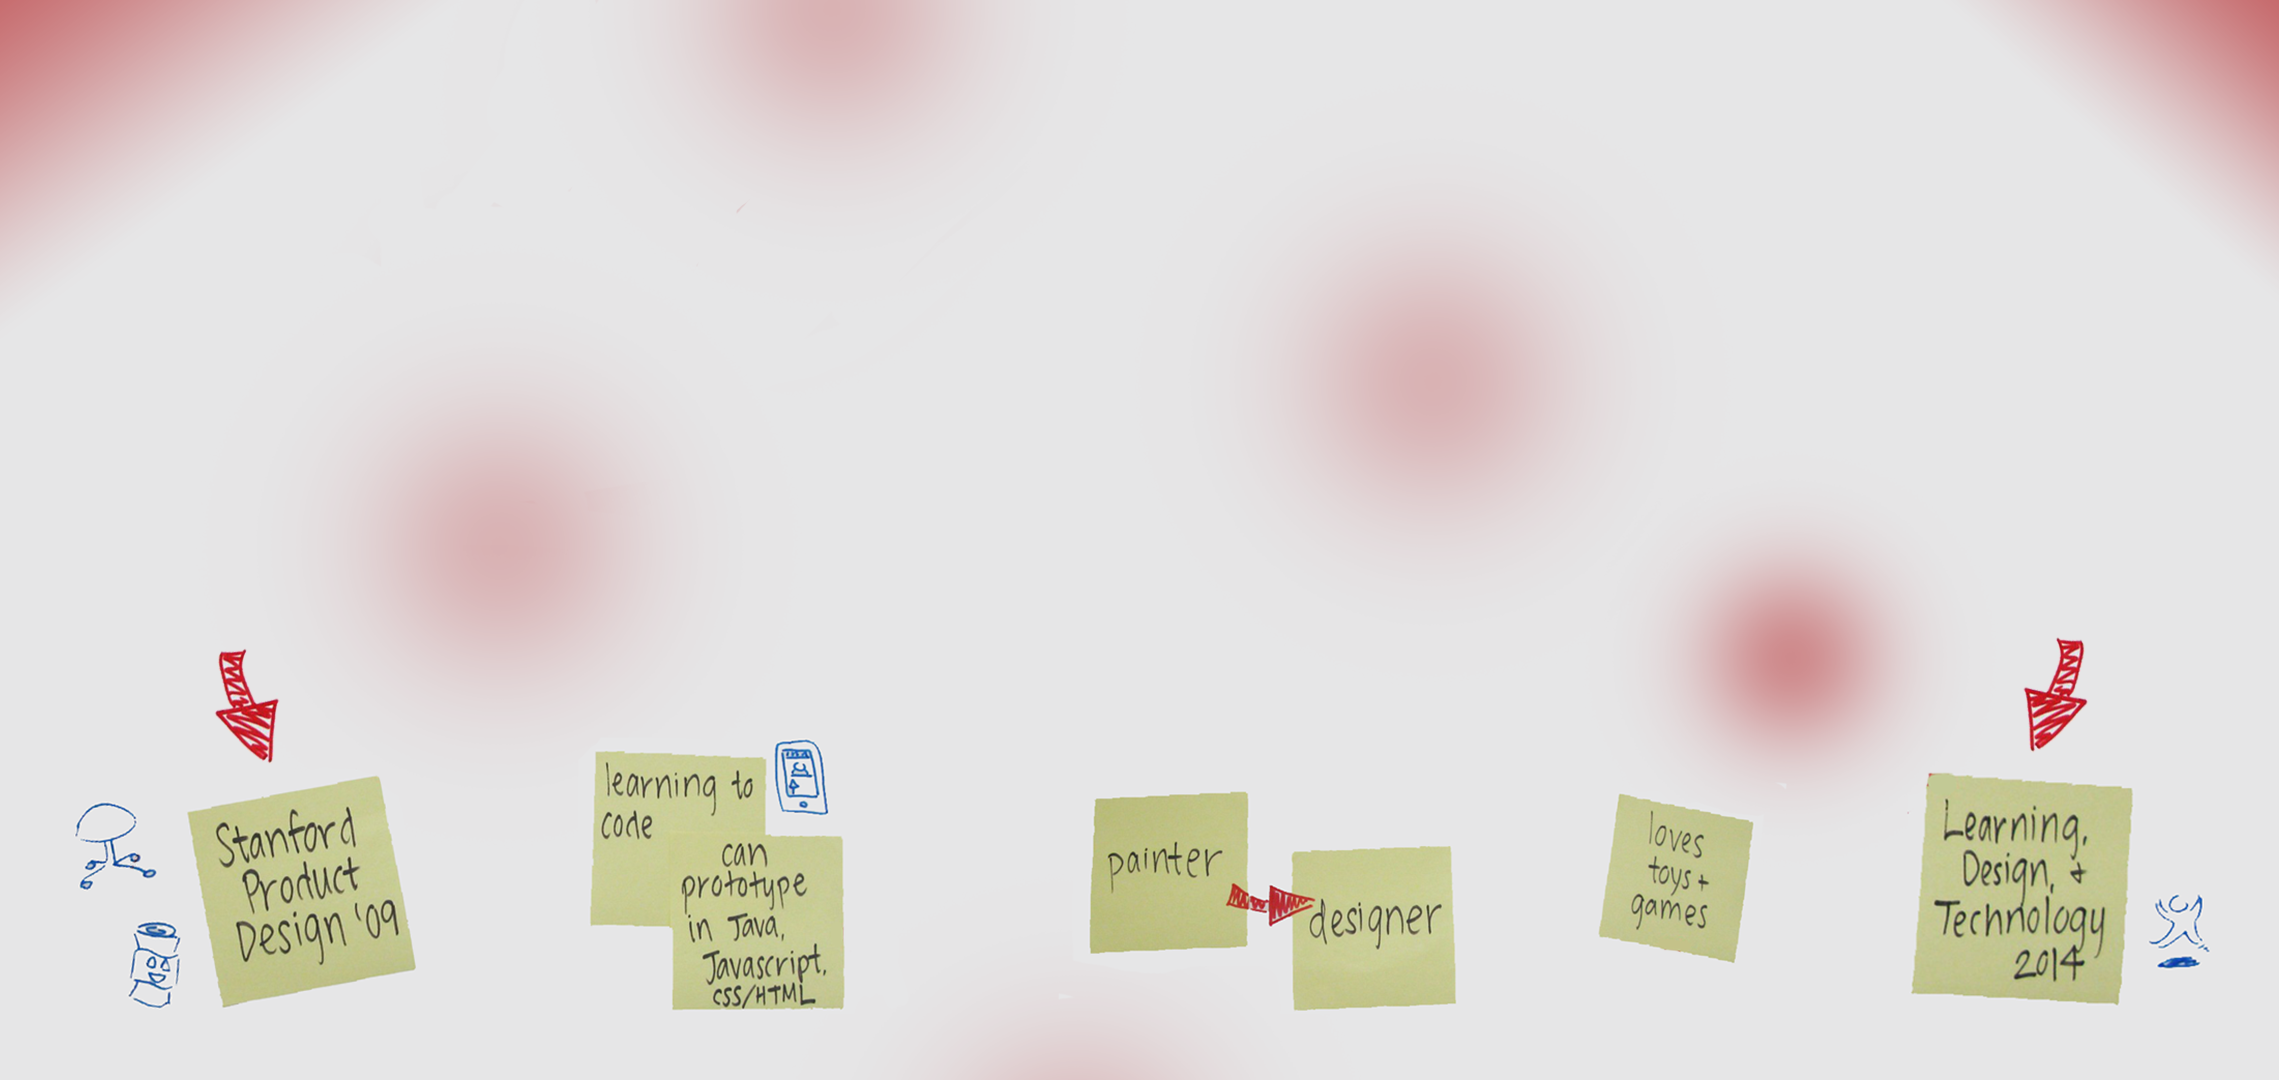 Stanford
Product
Design '09
learning to
code
can
prototype
in Java,
Javascript,
CSS/HTML
painter
designer
loves
toys +
games
Learning,
Design, +
Technology
2014